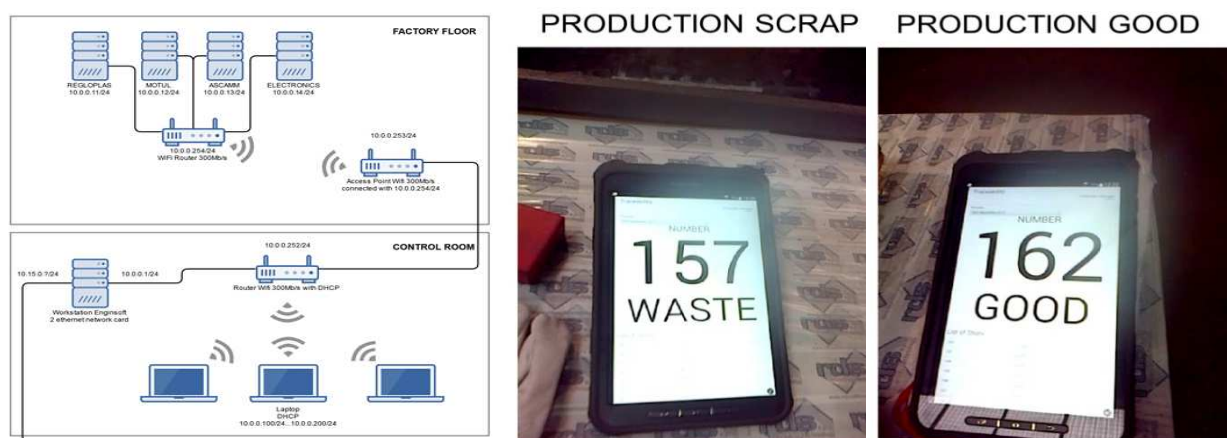 FACTORY FLOOR
REGLOPLAS
10.0.0.11/24
MOTUL
10.0.0.12/24
ASCAMM
10.0.0.13/24
ELECTRONICS
10.0.0.14/24
10.0.0.254/24
WiFi Router 300Mb/s
10.0.0.253/24
Access Point Wifi 300Mb/s
connected with 10.0.0.254/24
CONTROL ROOM
10.0.0.252/24
10.15.0.7/24
10.0.0.1/24
Router Wifi 300Mb/s with DHCP
Workstation Enginsoft
2 ethernet network card
Laptop
DHCP
10.0.0.100/24...10.0.0.200/24
PRODUCTION SCRAP
NUMBER
157
WASTE
PRODUCTION GOOD
NUMBER
162
GOOD
List of Shots
rdis